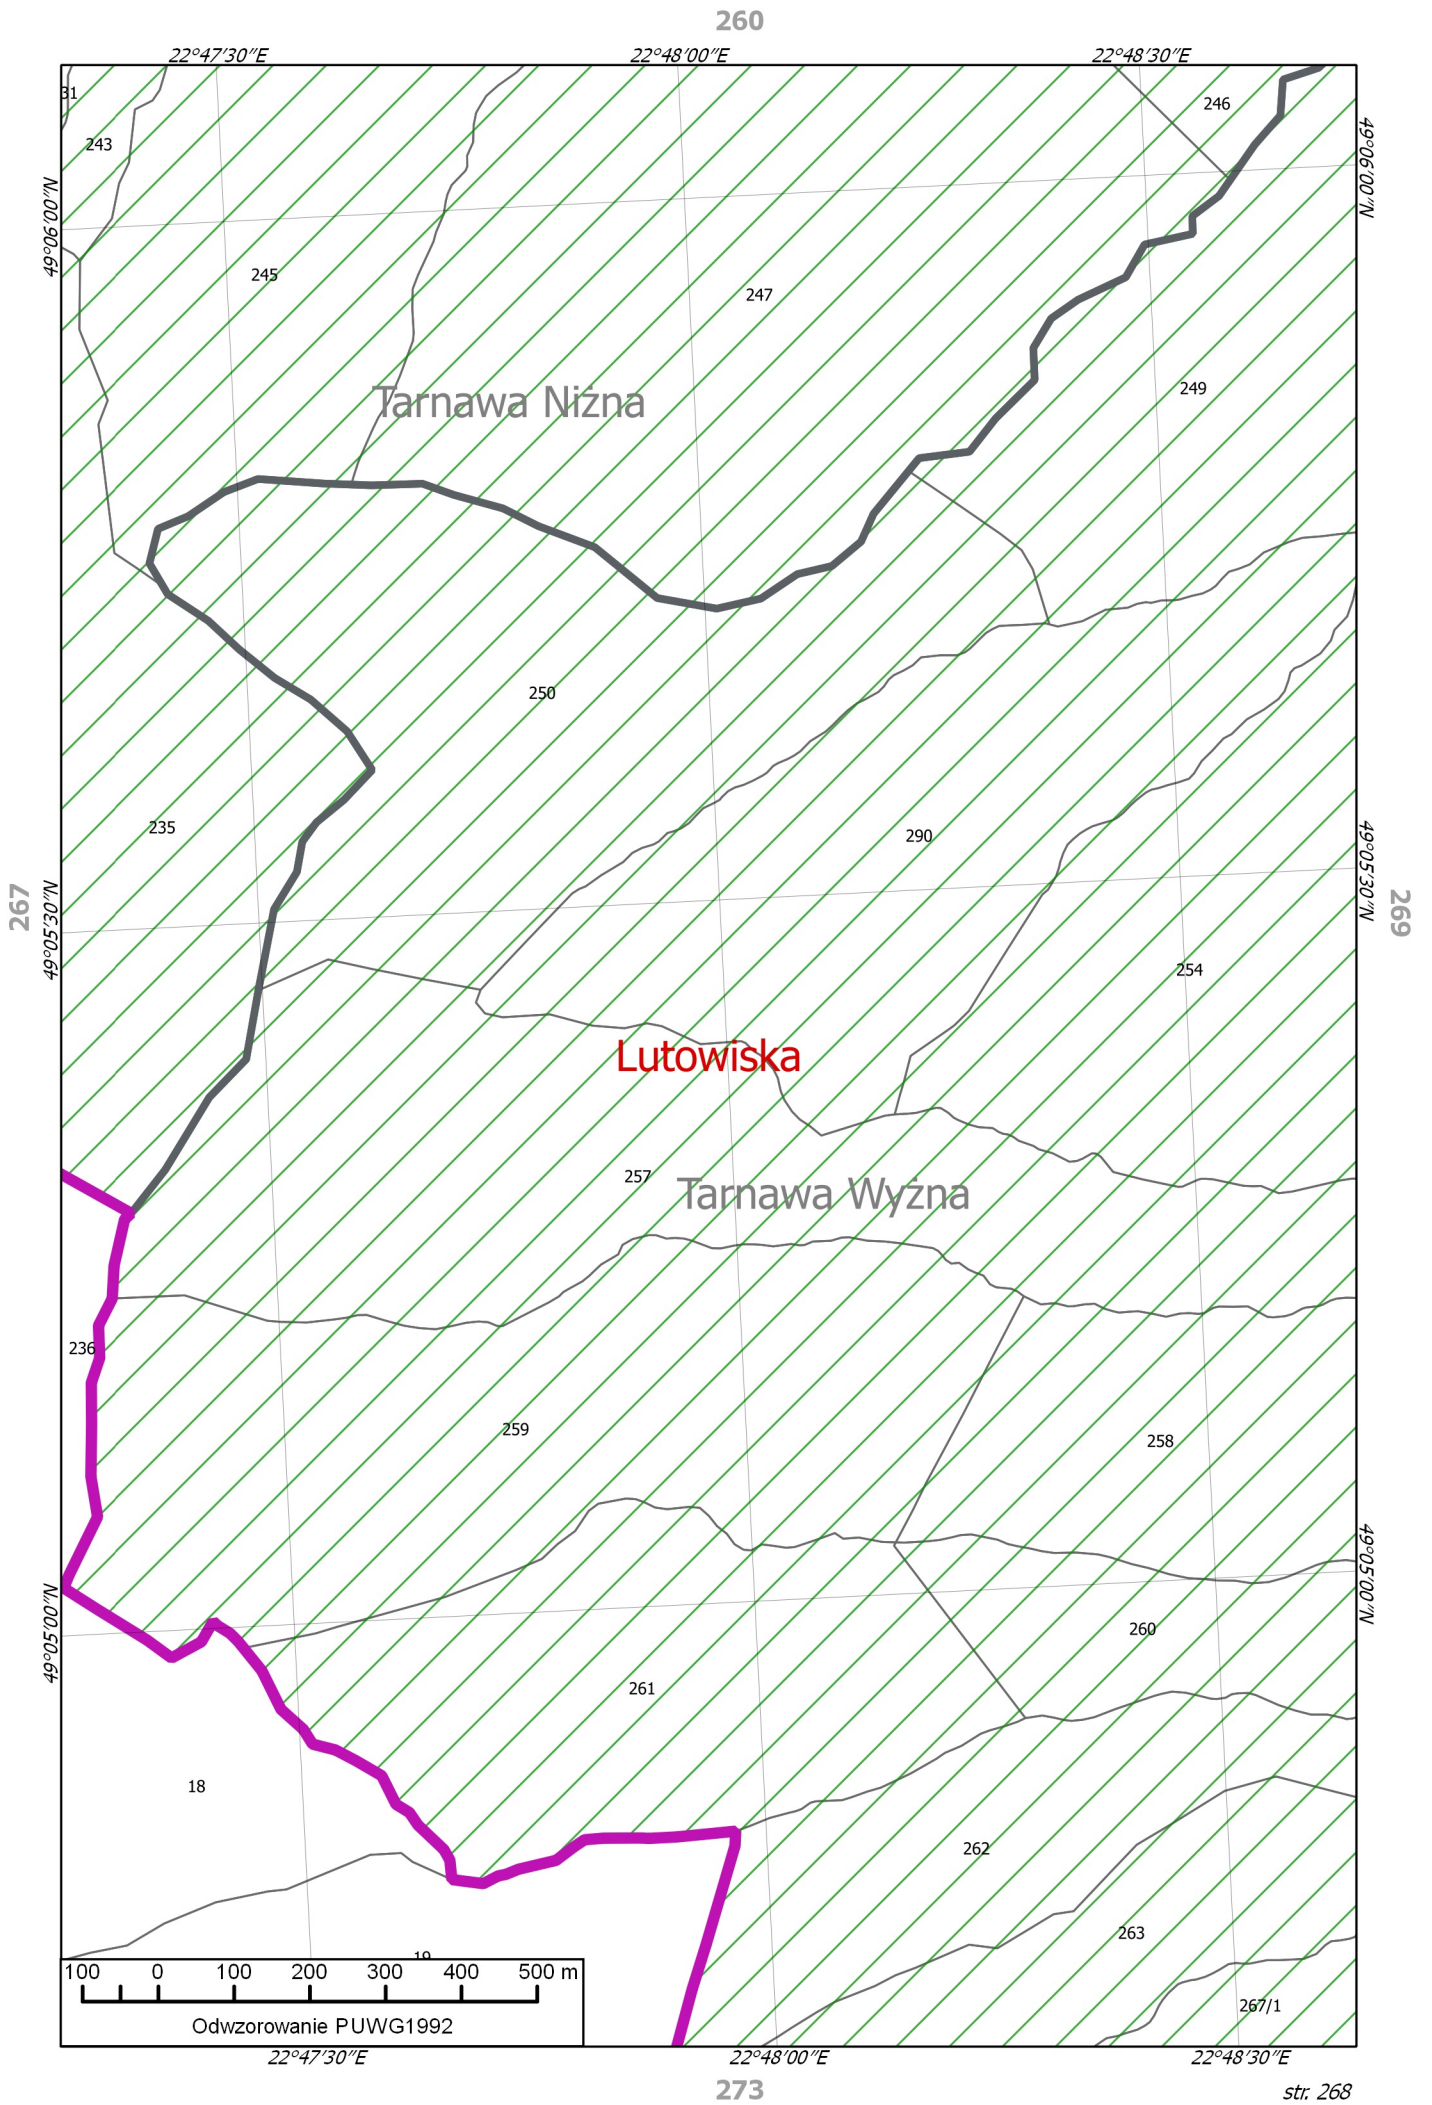 260
22°47'30"E
22°48'00"E
22°48'30"E
31
246
243
49°06'00"N
49°06'00"N
245
247
249
Tarnawa Niżna
250
235
290
49°05'30"N
267
269
49°05'30"N
254
Lutowiska
257
Tarnawa Wyżna
236
259
258
49°05'00"N
49°05'00"N
260
261
18
262
263
19
267/1
100 0 100 200 300 400 500 m
Odwzorowanie PUWG1992
22°47'30"E
22°48'00"E
22°48'30"E
273
str. 268